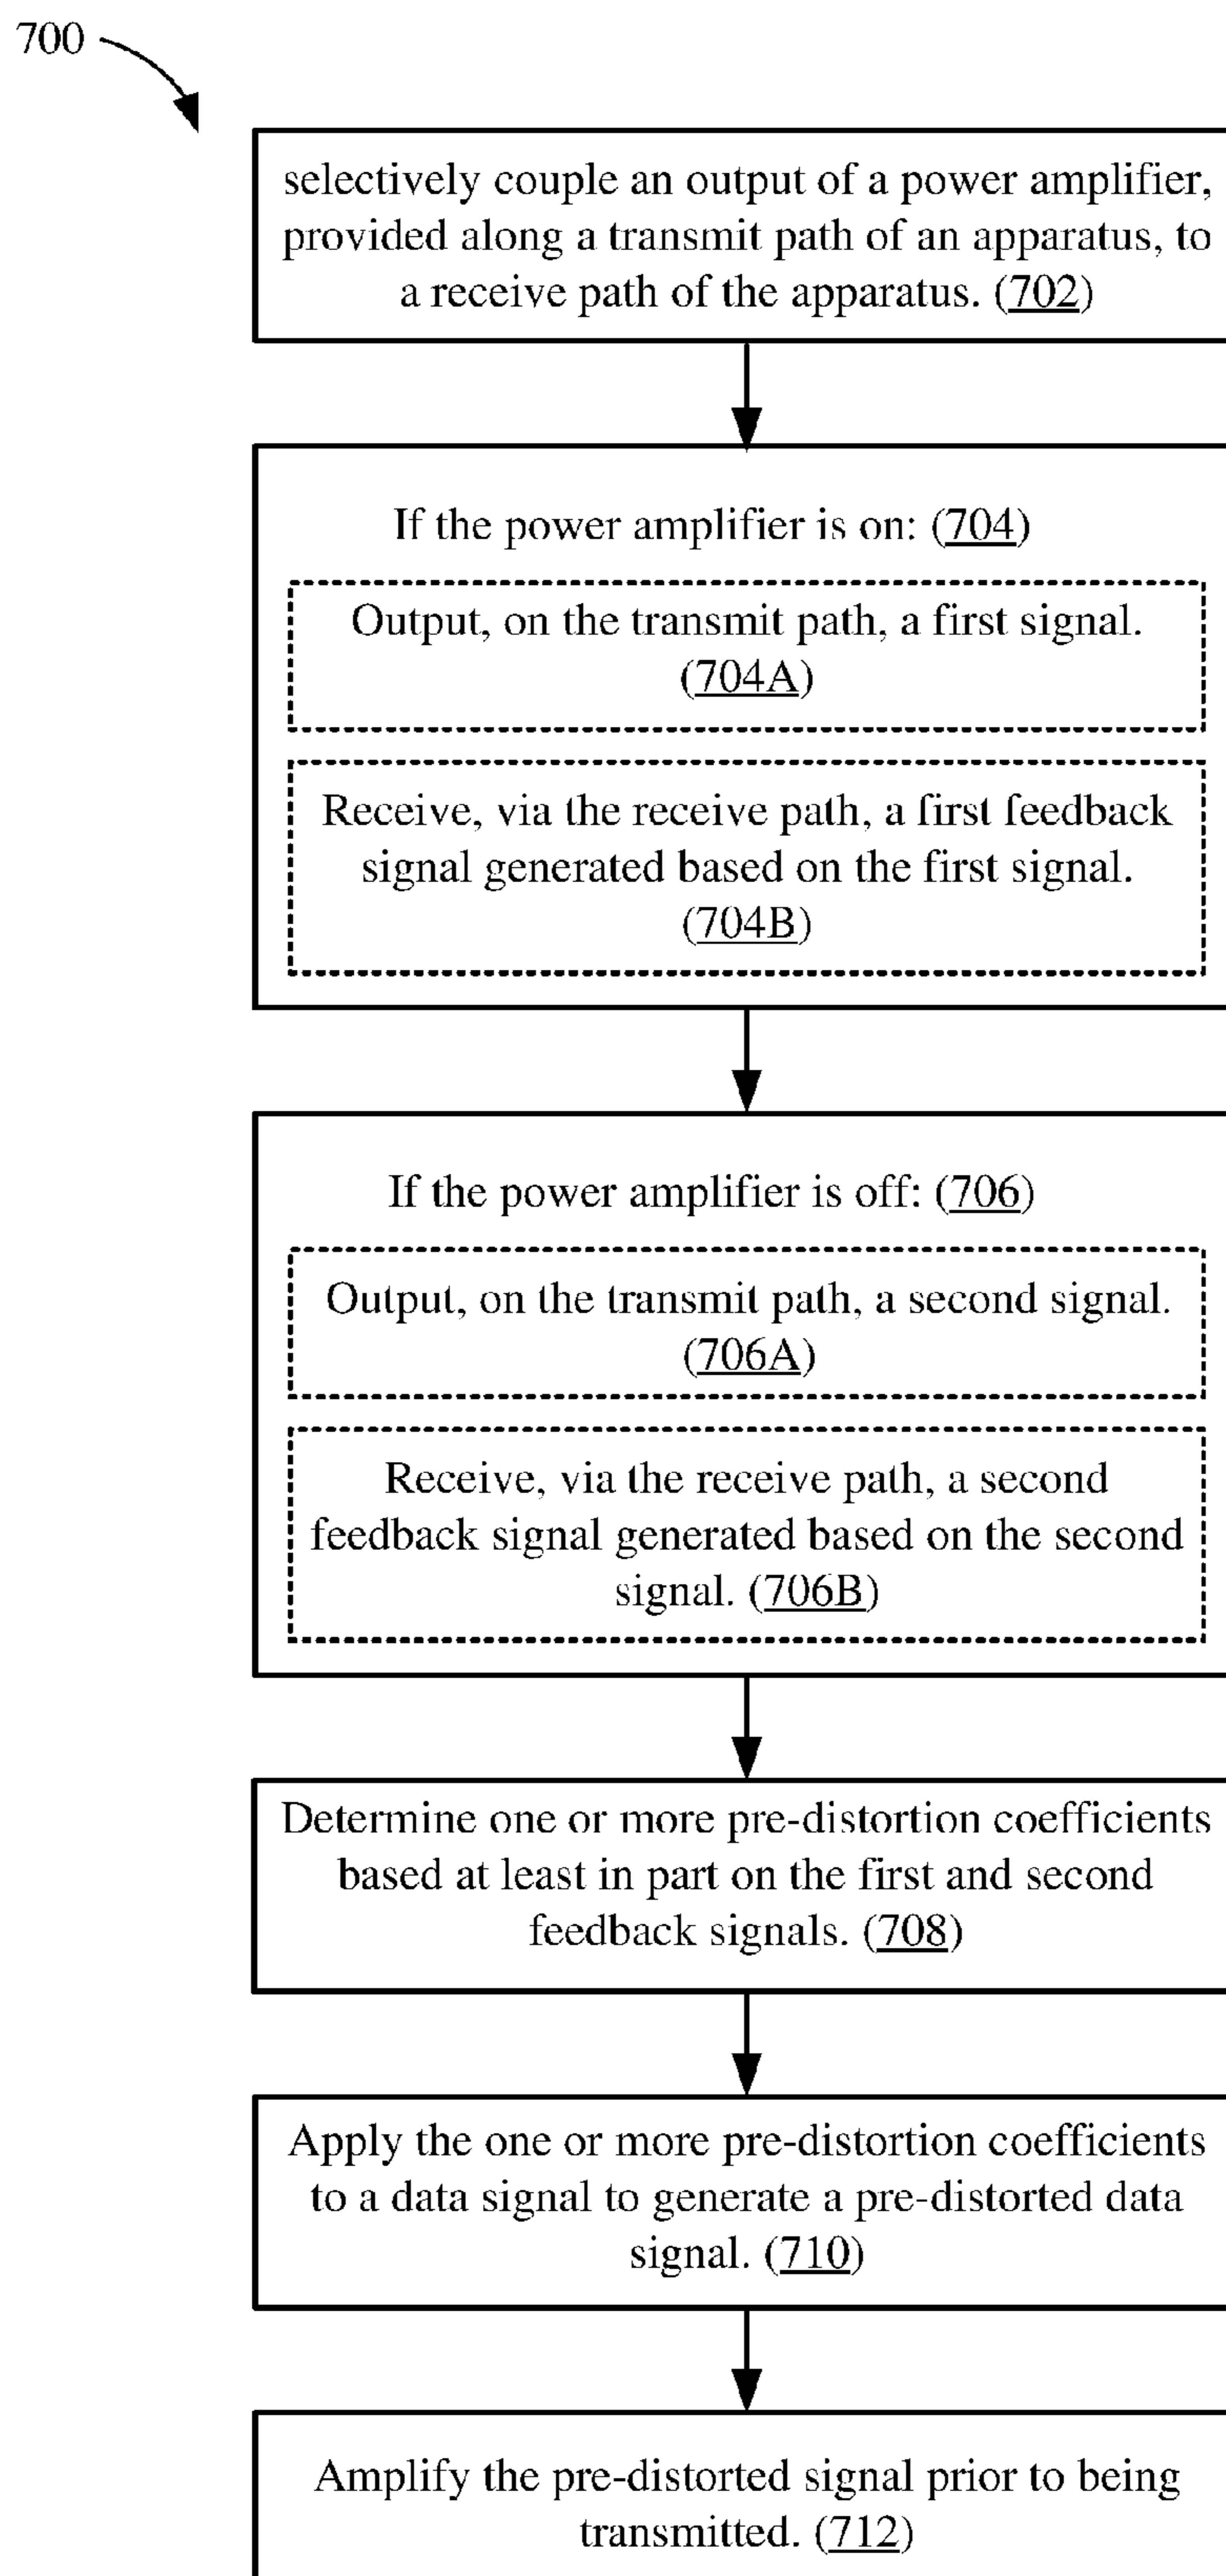 700
selectively couple an output of a power amplifier,
provided along a transmit path of an apparatus, to
a receive path of the apparatus. (702)
If the power amplifier is on: (704)
Output, on the transmit path, a first signal.
(704A)
Receive, via the receive path, a first feedback
signal generated based on the first signal.
(704B)
If the power amplifier is off: (706)
Output, on the transmit path, a second signal.
(706A)
Receive, via the receive path, a second
feedback signal generated based on the second
signal. (706B)
Determine one or more pre-distortion coefficients
based at least in part on the first and second
feedback signals. (708)
Apply the one or more pre-distortion coefficients
to a data signal to generate a pre-distorted data
signal. (710)
Amplify the pre-distorted signal prior to being
transmitted. (712)